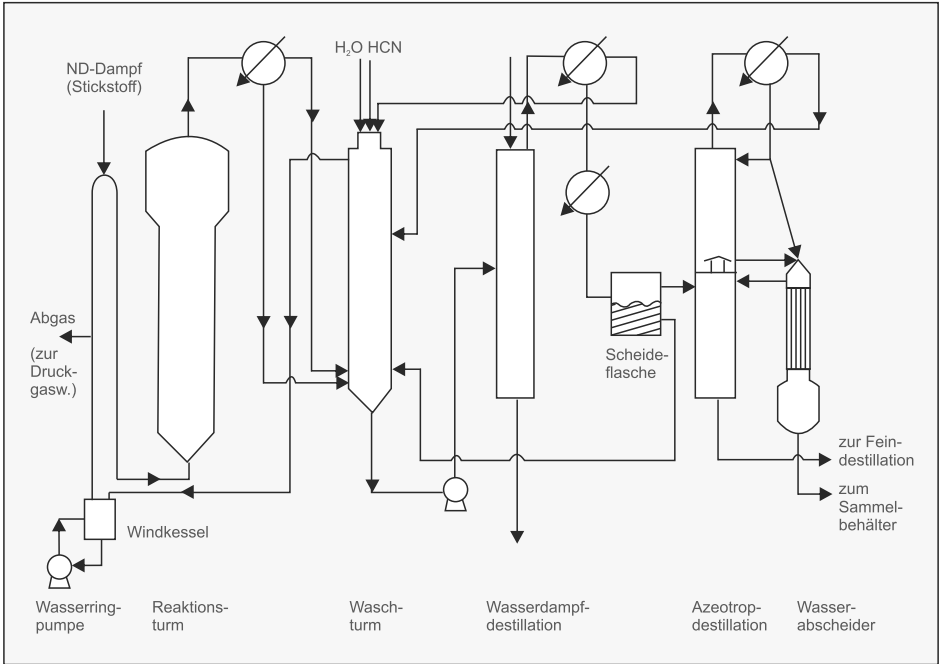 H₂O HCN
ND-Dampf
(Stickstoff)
Abgas
(zur
Druck-
gasw.)
Scheide-
flasche
zur Fein-
destillation
zum
Sammel-
behälter
Windkessel
Wasserring-
pumpe
Reaktions-
turm
Wasch-
turm
Wasserdampf-
destillation
Azeotrop-
destillation
Wasser-
abscheider